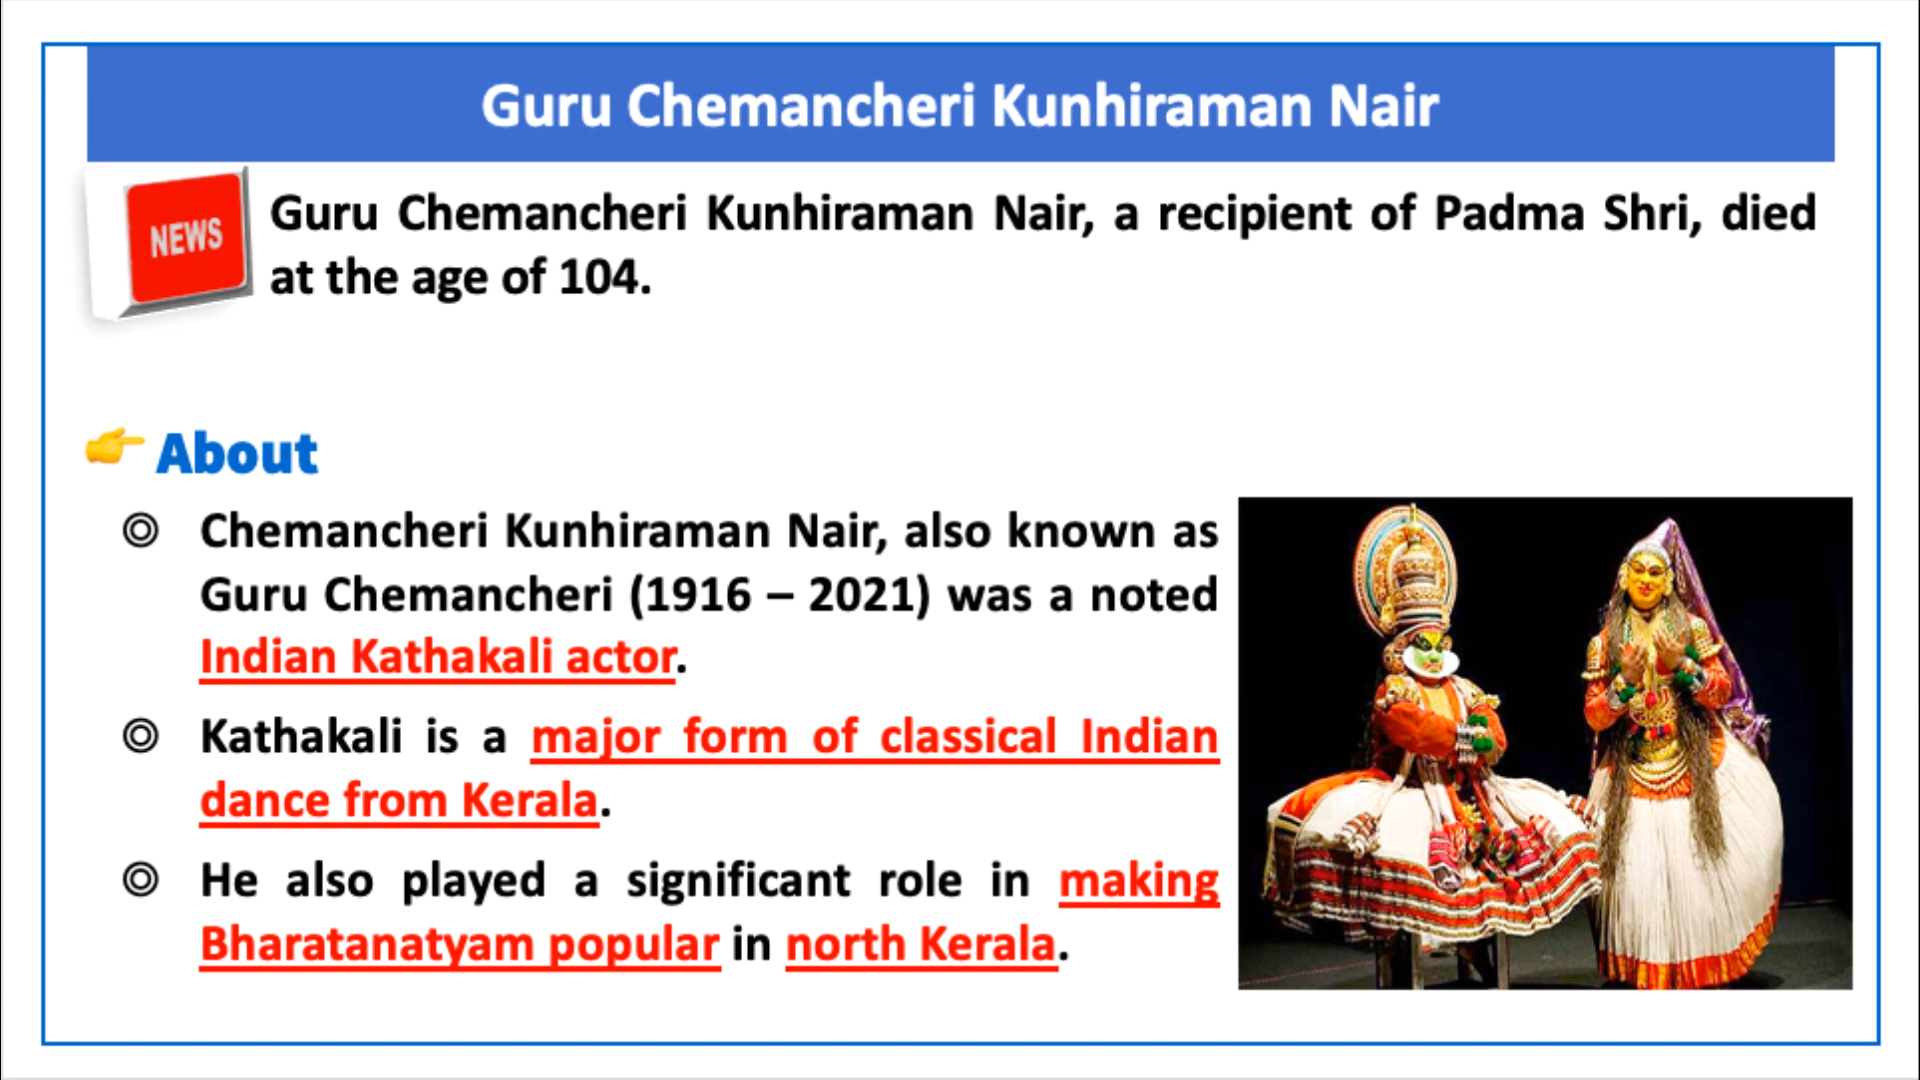 Guru Chemancheri Kunhiraman Nair
NEWS
Guru Chemancheri Kunhiraman Nair, a recipient of Padma Shri, died
at the age of 104.
About
Chemancheri Kunhiraman Nair, also known as
Guru Chemancheri (1916 – 2021) was a noted
Indian Kathakali actor.
Kathakali is a major form of classical Indian
dance from Kerala.
He also played a significant role in making
Bharatanatyam popular in north Kerala.